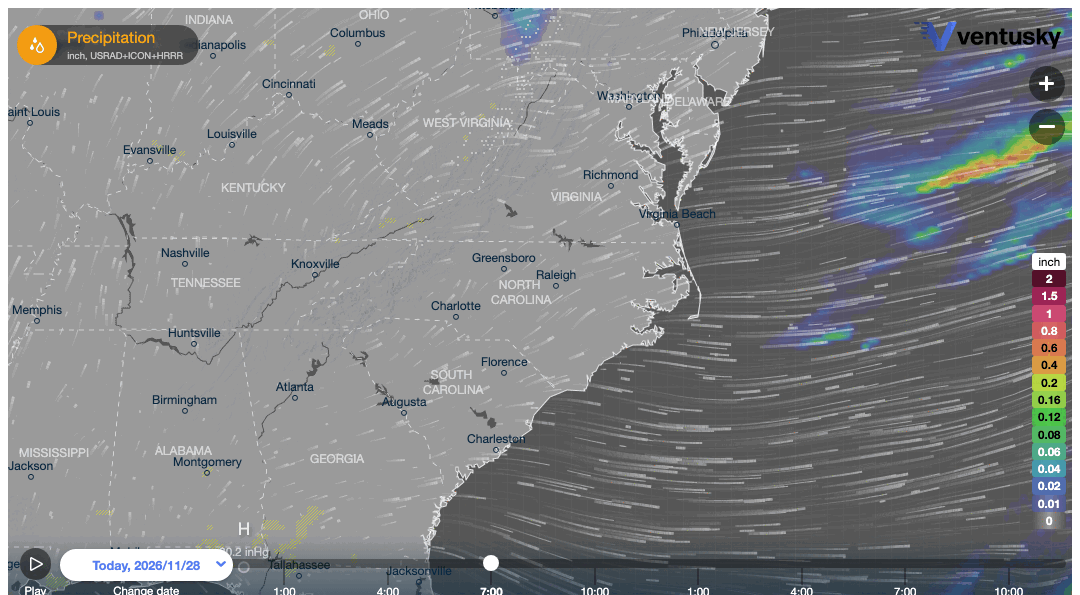 Pittsburgh
INDIANA
OHIO
Precipitation
inch, USRAD+ICON+HRRR
Columbus
Philadelphia
NEW JERSEY
ventusky
Cincinnati
Washington
DELAWARE
aint Louis
Louisville
Meads
WEST VIRGINIA
Evansville
Richmond
KENTUCKY
VIRGINIA
Virginia Beach
Nashville
Knoxville
Greensboro
inch
TENNESSEE
Raleigh
2
NORTH
CAROLINA
1.5
Memphis
Charlotte
1
Huntsville
0.8
0.6
Florence
0.4
SOUTH
CAROLINA
Atlanta
0.2
Birmingham
Augusta
0.16
0.12
Charleston
0.08
MISSISSIPPI
ALABAMA
GEORGIA
0.06
Jackson
Montgomery
0.04
0.02
0.01
0
H
0.2 inHg
Today, 2026/11/28
Tallahassee
Jacksonville
Play
Change date
1:00
4:00
7:00
10:00
1:00
4:00
7:00
10:00